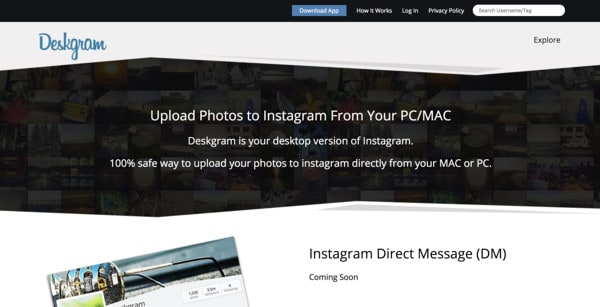 Download App How It Works Log In Privacy Policy Search Username/Tag
Deskgram
Explore
Upload Photos to Instagram From Your PC/MAC
Deskgram is your desktop version of Instagram.
100% safe way to upload your photos to instagram directly from your MAC or PC.
Instagram Direct Message (DM)
Coming Soon